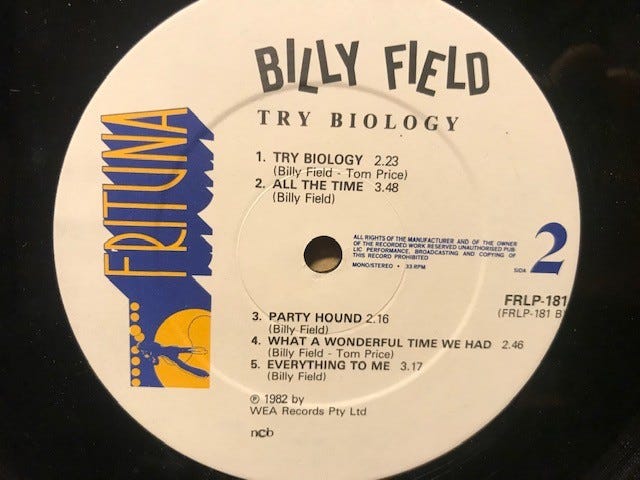 BILLY FIELD
TRY BIOLOGY
FRITUNA
1. TRY BIOLOGY 2.23
(Billy Field - Tom Price)
2. ALL THE TIME 3.48
(Billy Field)
ALL RIGHTS OF THE MANUFACTURER AND OF THE OWNER
OF THE RECORDED WORK RESERVED UNAUTHORISED PUB-
LIC PERFORMANCE, BROADCASTING AND COPYING OF
THIS RECORD PROHIBITED
MONO/STEREO • 33 RPM
SIDA 2
FRLP-181
(FRLP-181 B)
3. PARTY HOUND 2.16
(Billy Field)
4. WHAT A WONDERFUL TIME WE HAD 2.46
(Billy Field - Tom Price)
5. EVERYTHING TO ME 3.17
(Billy Field)
℗ 1982 by
WEA Records Pty Ltd
ncb